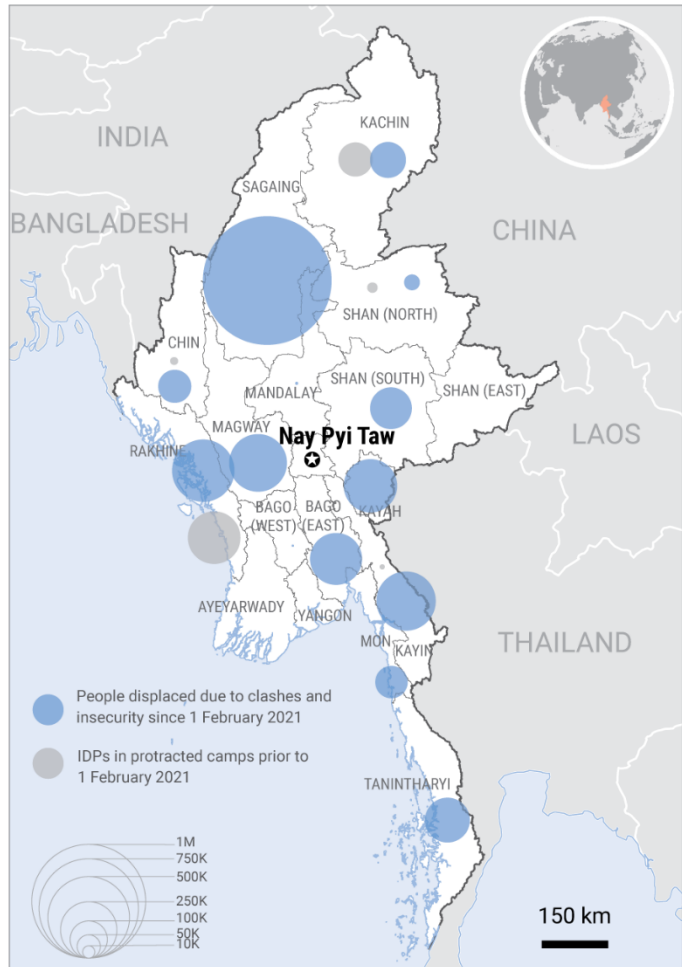 INDIA
KACHIN
SAGAING
BANGLADESH
CHINA
SHAN (NORTH)
CHIN
MANDALAY
SHAN (SOUTH)
SHAN (EAST)
MAGWAY
Nay Pyi Taw
LAOS
RAKHINE
BAGO
(WEST)
BAGO
(EAST)
KAYAH
AYEYARWADY
YANGON
MON
KAYIN
THAILAND
People displaced due to clashes and
insecurity since 1 February 2021
IDPs in protracted camps prior to
1 February 2021
TANINTHARYI
1M
750K
500K
250K
100K
50K
10K
150 km